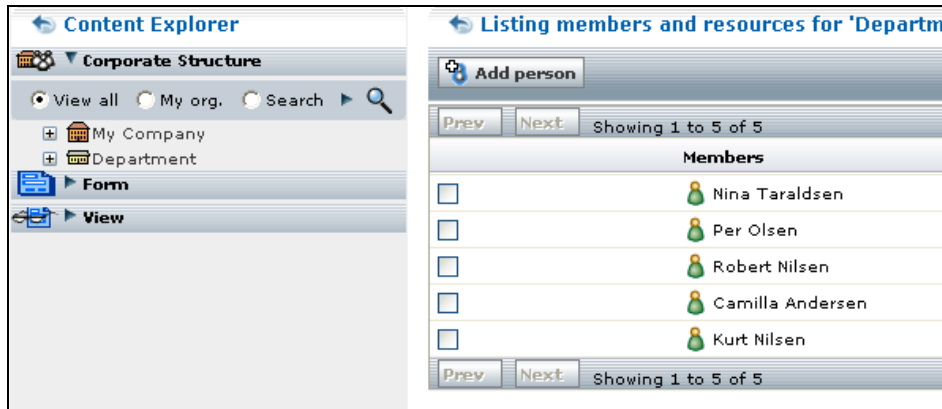 Content Explorer
Corporate Structure
View all My org. Search
My Company
Department
Form
View
Listing members and resources for 'Departm
Add person
Prev Next Showing 1 to 5 of 5
Members
Nina Taraldsen
Per Olsen
Robert Nilsen
Camilla Andersen
Kurt Nilsen
Prev Next Showing 1 to 5 of 5